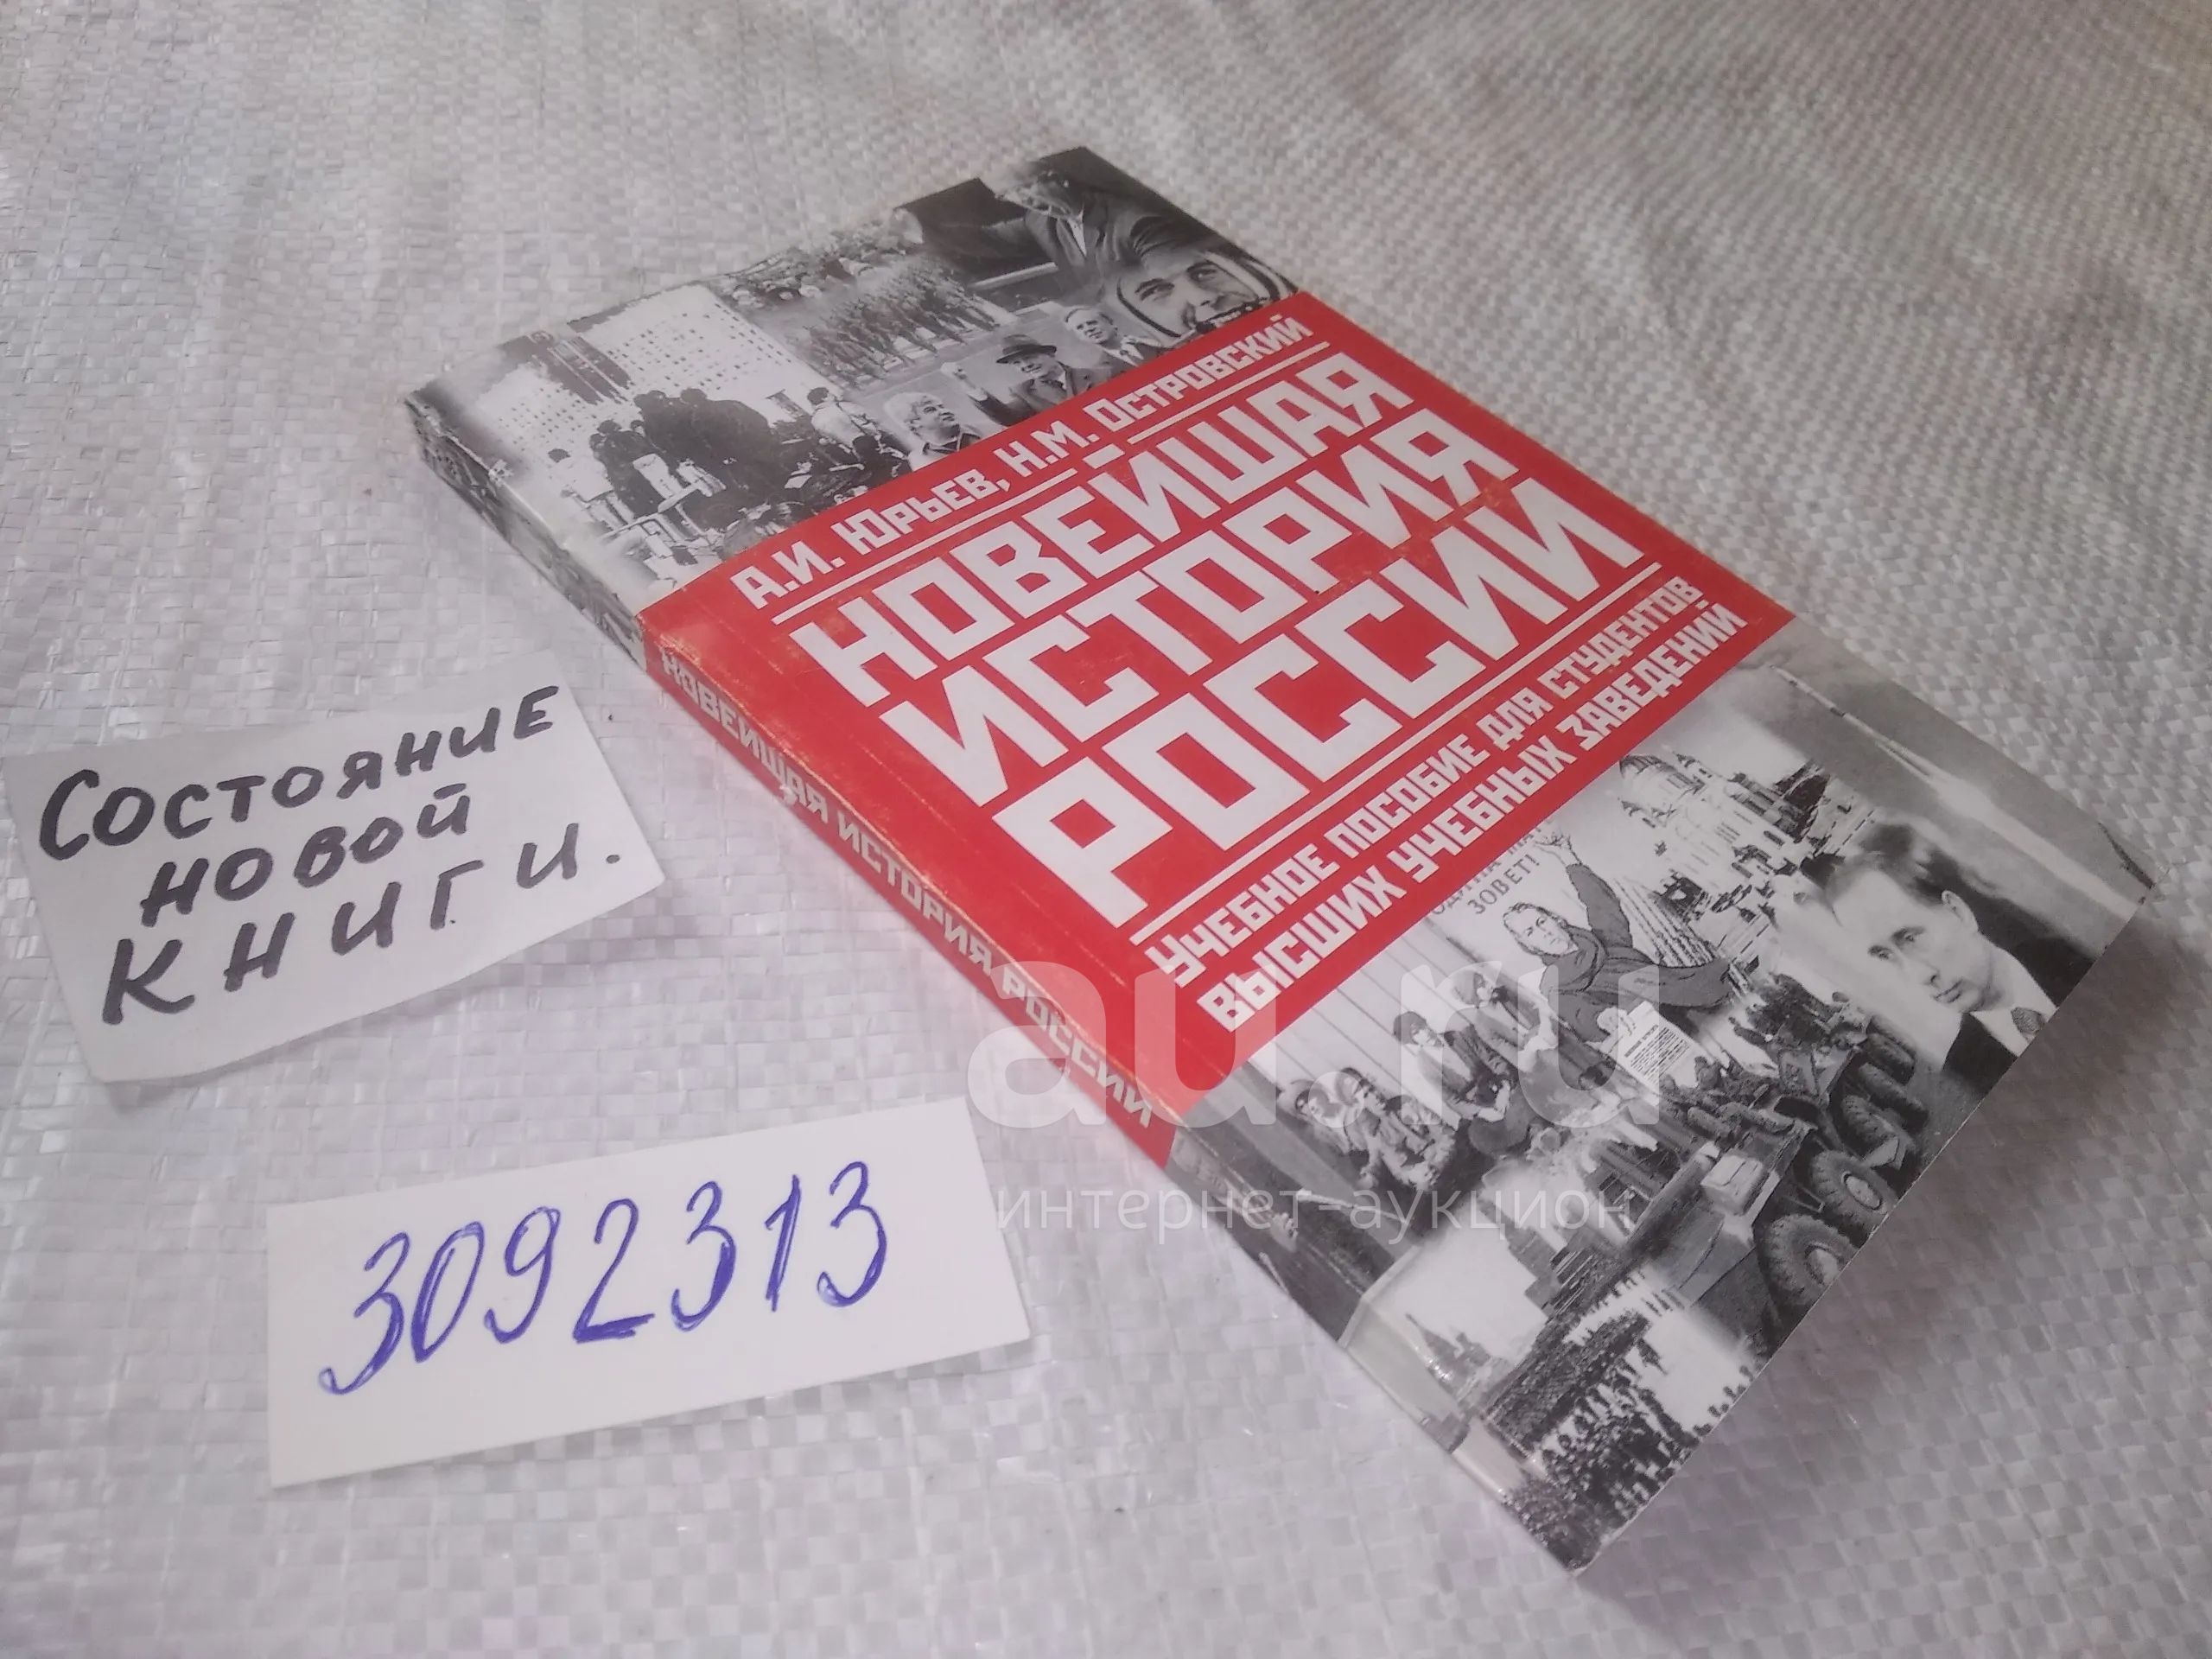 А.И. Юрьев, Н.М. Островский
НОВЕЙШАЯ
ИСТОРИЯ
РОССИИ
УЧЕБНОЕ ПОСОБИЕ ДЛЯ СТУДЕНТОВ
ВЫСШИХ УЧЕБНЫХ ЗАВЕДЕНИЙ
ЗОВЕТ!
НОВЕЙШАЯ ИСТОРИЯ РОССИИ
Состояние
новой
книги.
3092313
au.ru
интернет-аукцион